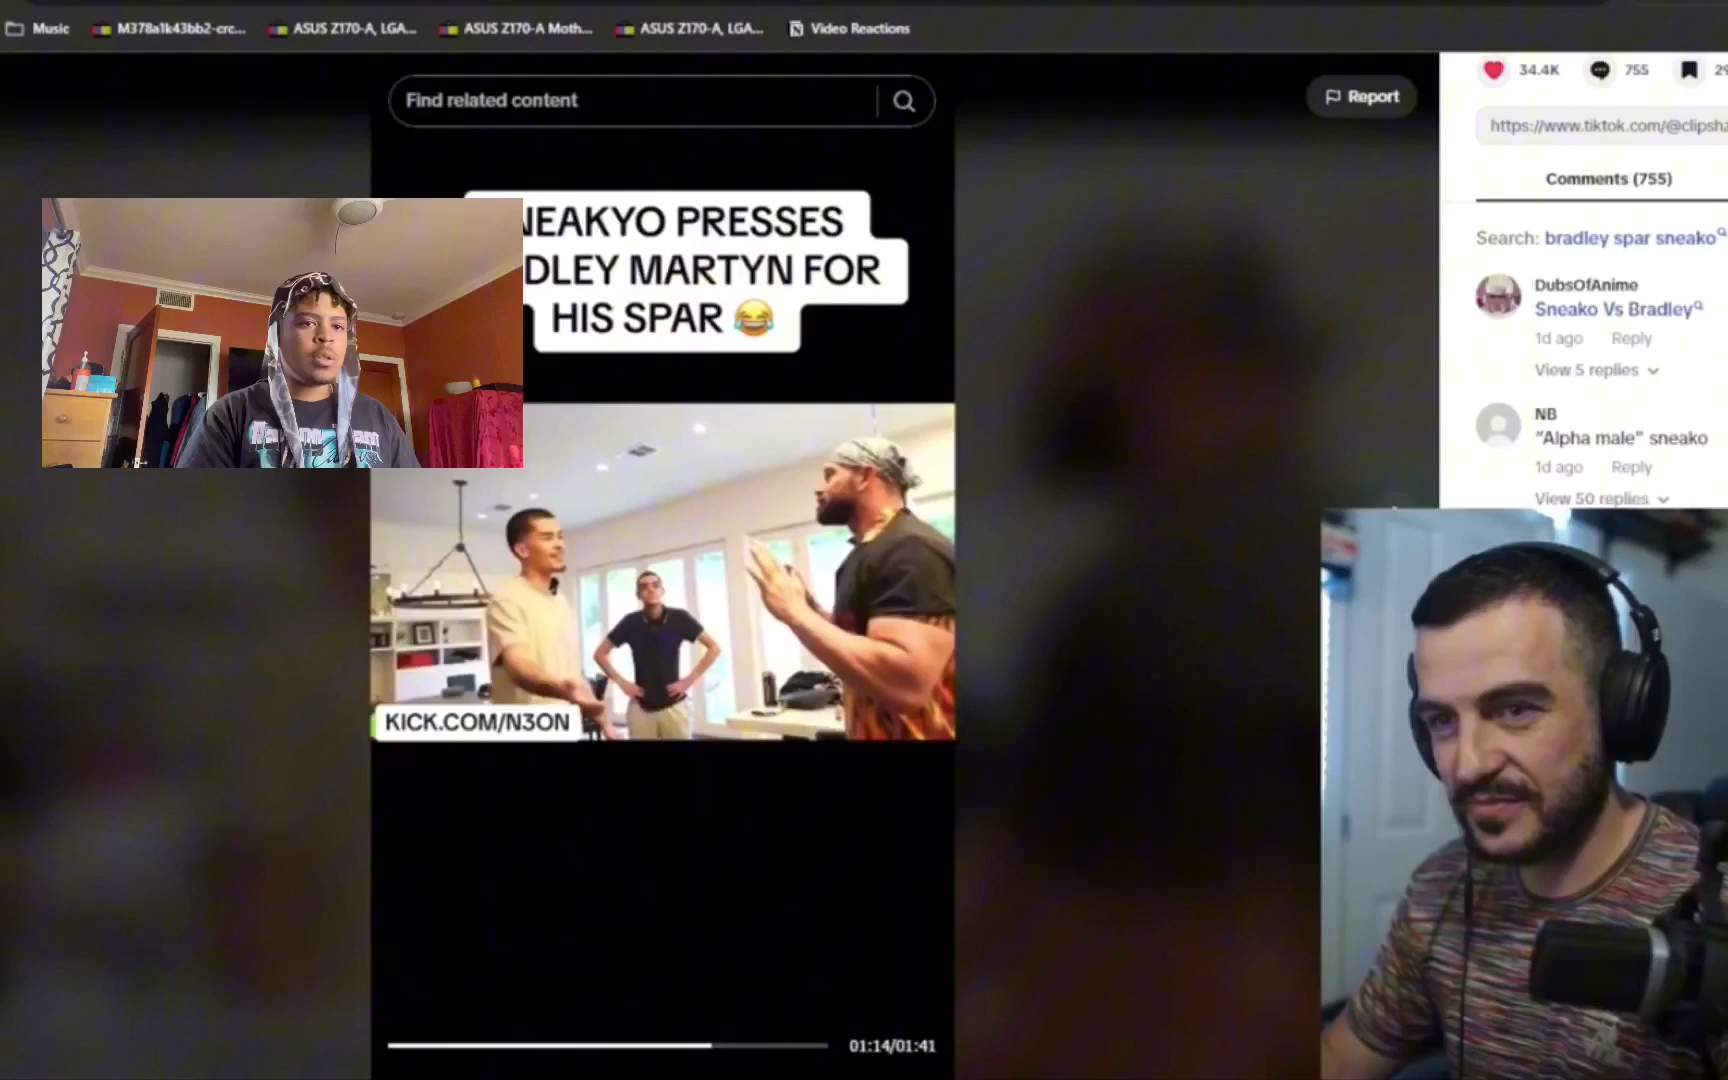 Music
M378a1k43bb2-crc...
ASUS Z170-A, LGA...
ASUS Z170-A Moth...
ASUS Z170-A, LGA...
Video Reactions
Find related content
Report
NEAKYO PRESSES
DLEY MARTYN FOR
HIS SPAR 😂
KICK.COM/N3ON
01:14/01:41
34.4K
755
29
https://www.tiktok.com/@clipshz
Comments (755)
Search: bradley spar sneako
DubsOfAnime
Sneako Vs Bradley
1d ago Reply
View 5 replies
NB
“Alpha male” sneako
1d ago Reply
View 50 replies